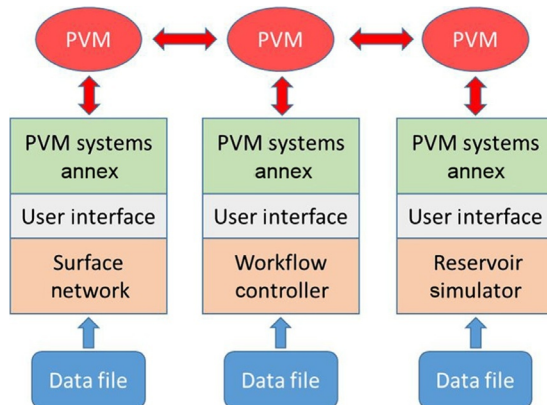 PVM
PVM
PVM
PVM systems
annex
PVM systems
annex
PVM systems
annex
User interface
User interface
User interface
Surface
network
Workflow
controller
Reservoir
simulator
Data file
Data file
Data file